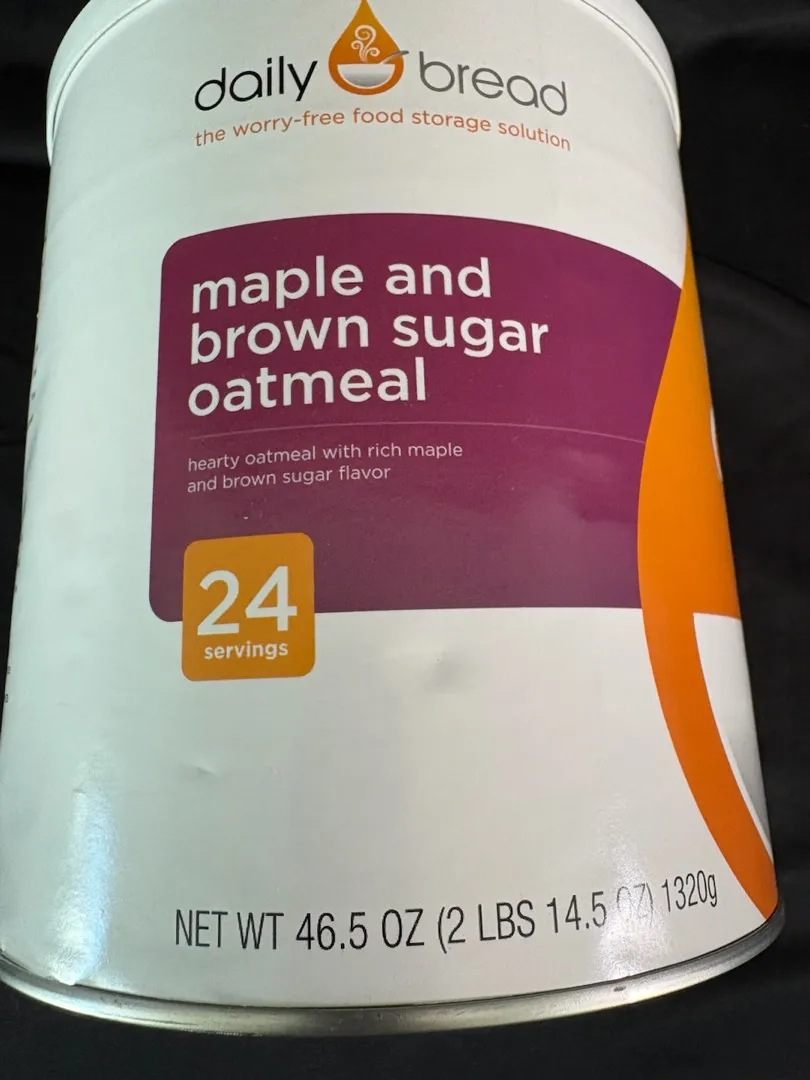 daily bread
the worry-free food storage solution
maple and
brown sugar
oatmeal
hearty oatmeal with rich maple
and brown sugar flavor
24
servings
NET WT 46.5 OZ (2 LBS 14.5 OZ) 1320g